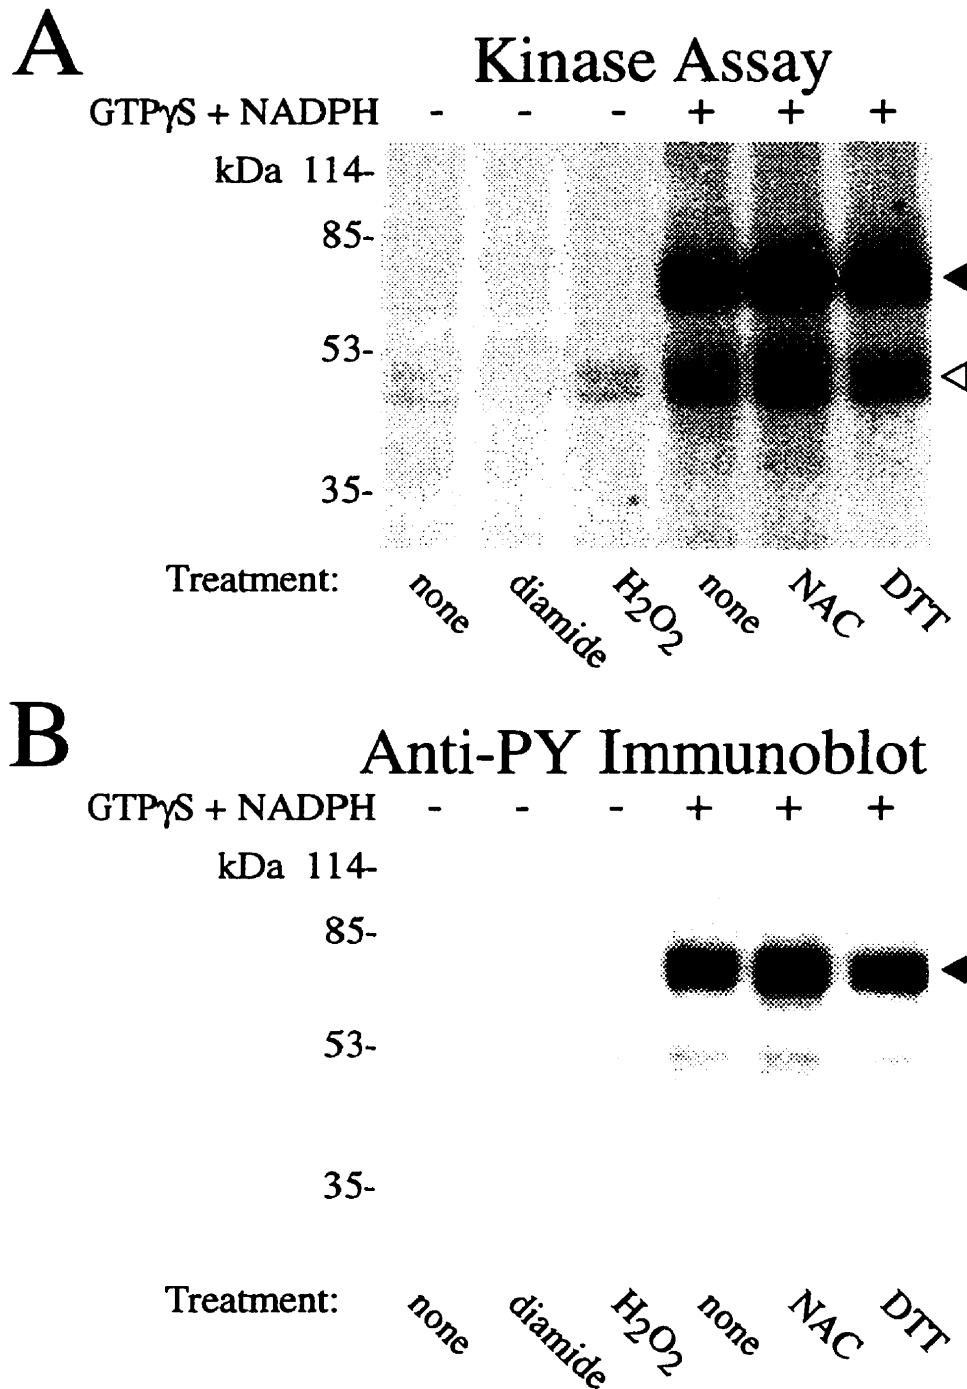 A
Kinase Assay
GTPγS + NADPH - - - + + +
kDa 114-
85-
53-
35-
Treatment: none diamide H₂O₂ none NAC DTT
B
Anti-PY Immunoblot
GTPγS + NADPH - - - + + +
kDa 114-
85-
53-
35-
Treatment: none diamide H₂O₂ none NAC DTT